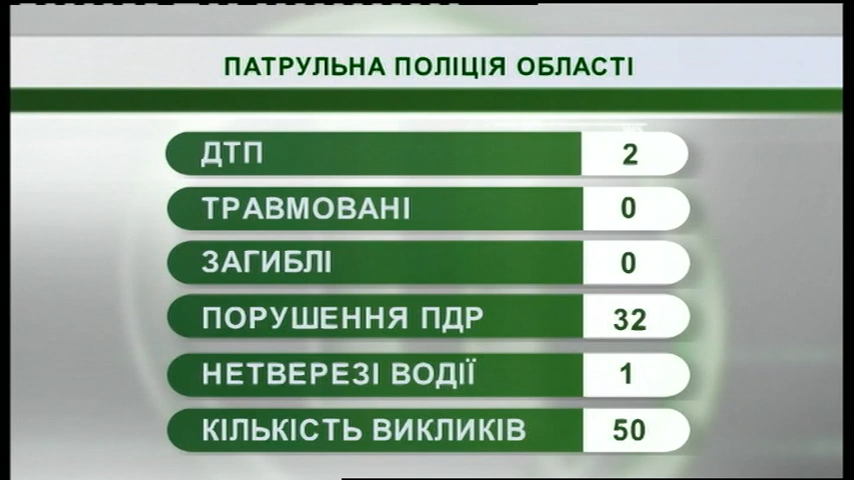 ПАТРУЛЬНА ПОЛІЦІЯ ОБЛАСТІ
ДТП 2
ТРАВМОВАНІ 0
ЗАГИБЛІ 0
ПОРУШЕННЯ ПДР 32
НЕТВЕРЕЗІ ВОДІЇ 1
КІЛЬКІСТЬ ВИКЛИКІВ 50